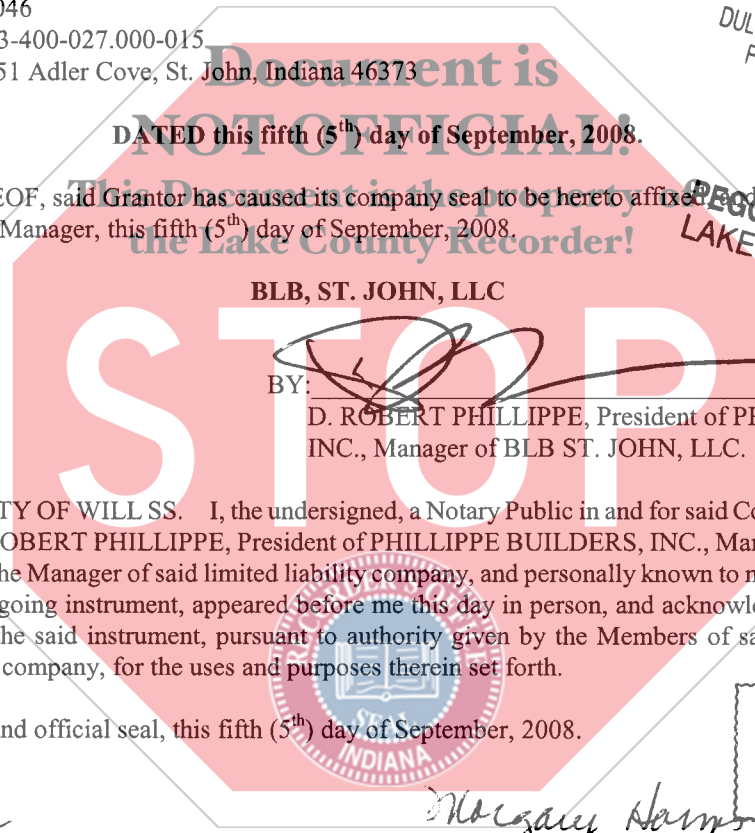 046
3-400-027.000-015
51 Adler Cove, St. John, Indiana 46373
DUL
F
Document is
NOT OFFICIAL!
This Document is the property of
the Lake County Recorder!
DATED this fifth (5th) day of September, 2008.
EOF, said Grantor has caused its company seal to be hereto affixed, and
Manager, this fifth (5th) day of September, 2008.
PEGG
LAKE
BLB, ST. JOHN, LLC
STOP
BY:
D. ROBERT PHILLIPPE, President of PH
INC., Manager of BLB ST. JOHN, LLC.
TY OF WILL SS. I, the undersigned, a Notary Public in and for said Co
OBERT PHILLIPPE, President of PHILLIPPE BUILDERS, INC., Man
he Manager of said limited liability company, and personally known to m
going instrument, appeared before me this day in person, and acknowle
he said instrument, pursuant to authority given by the Members of sa
company, for the uses and purposes therein set forth.
RECORDER'S OFFICE
SEAL
INDIANA
nd official seal, this fifth (5th) day of September, 2008.